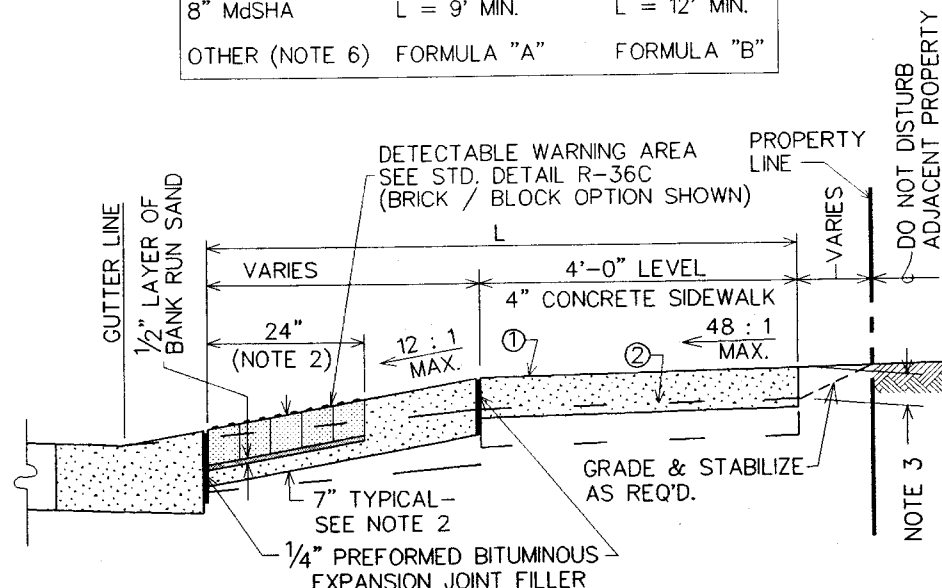 8" MdSHA L = 9' MIN. L = 12' MIN.
OTHER (NOTE 6) FORMULA "A" FORMULA "B"
DETECTABLE WARNING AREA
SEE STD. DETAIL R-36C
(BRICK / BLOCK OPTION SHOWN)
PROPERTY
LINE
DO NOT DISTURB
ADJACENT PROPERTY
GUTTER LINE
1/2" LAYER OF
BANK RUN SAND
L
VARIES
VARIES
4'-0" LEVEL
4" CONCRETE SIDEWALK
24"
(NOTE 2)
12 : 1
MAX.
1
2
48 : 1
MAX.
GRADE & STABILIZE
AS REQ'D.
NOTE 3
7" TYPICAL-
SEE NOTE 2
1/4" PREFORMED BITUMINOUS
EXPANSION JOINT FILLER